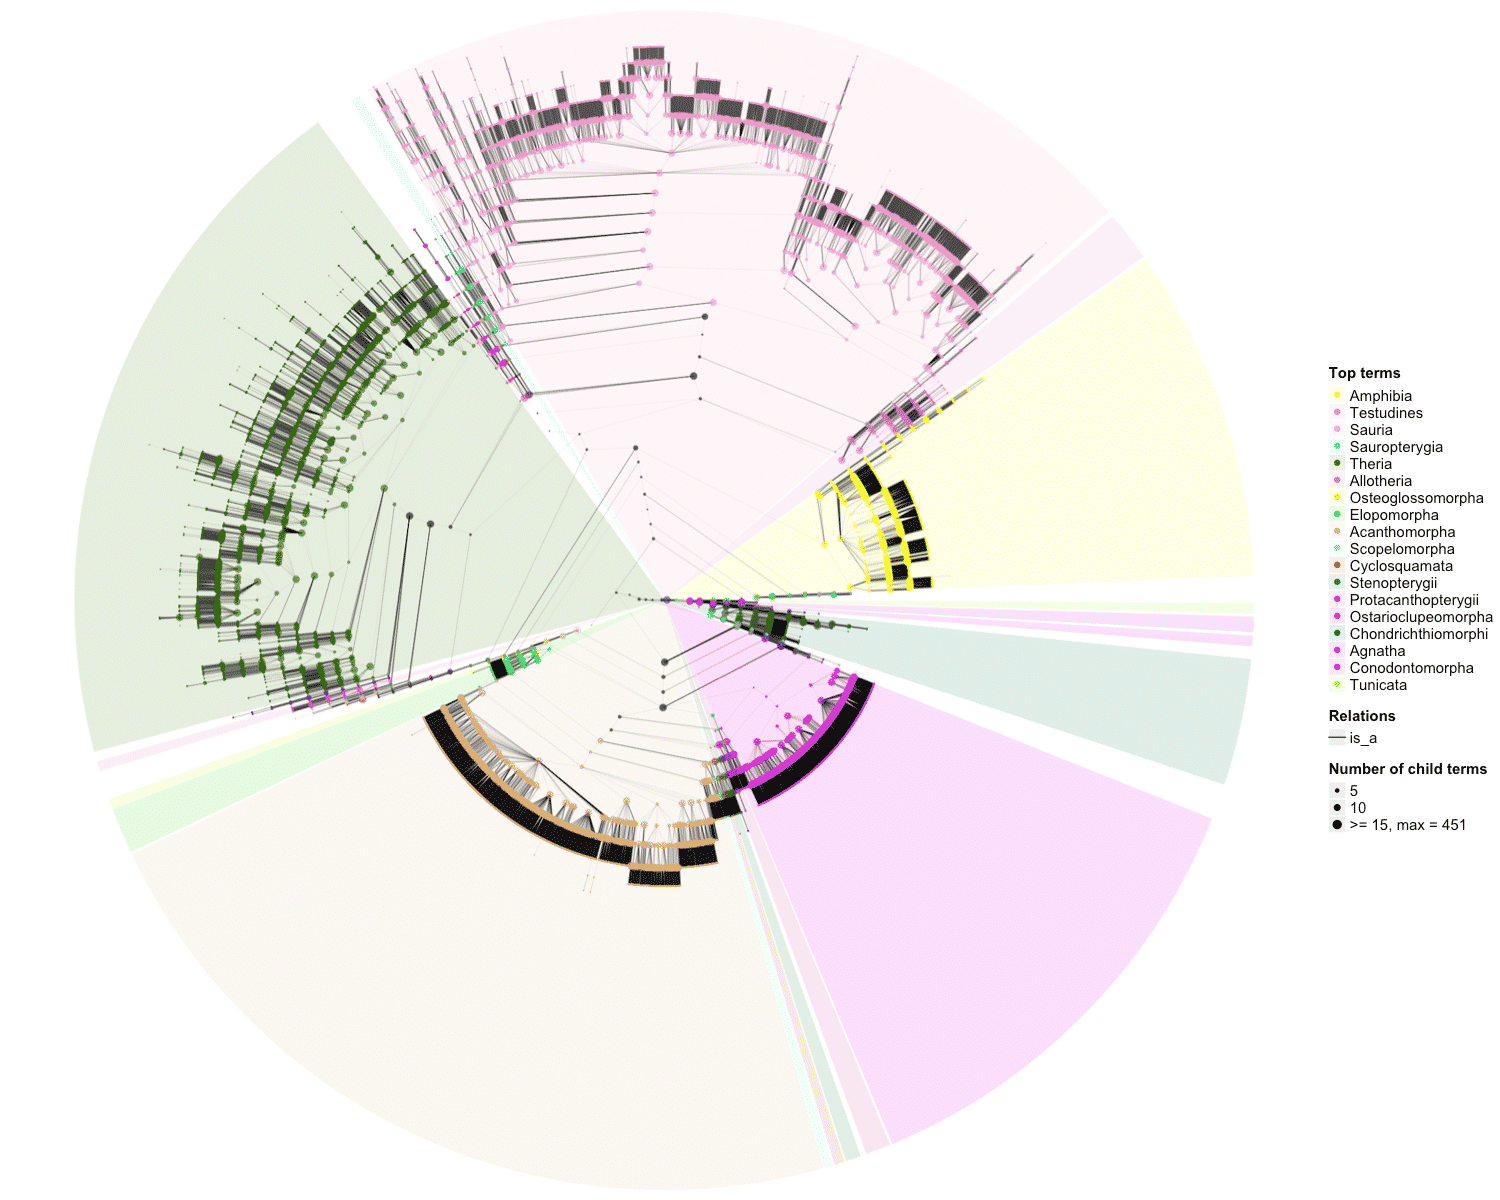 Top terms
Amphibia
Testudines
Sauria
Sauropterygia
Theria
Allotheria
Osteoglossomorpha
Elopomorpha
Acanthomorpha
Scopelomorpha
Cyclosquamata
Stenopterygii
Protacanthopterygii
Ostarioclupeomorpha
Chondrichthiomorphi
Agnatha
Conodontomorpha
Tunicata
Relations
is_a
Number of child terms
5
10
>= 15, max = 451